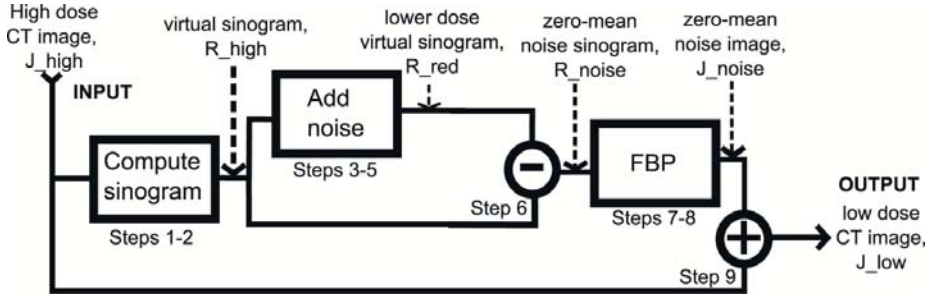 High dose
CT image,
J_high
INPUT
virtual sinogram,
R_high
lower dose
virtual sinogram,
R_red
zero-mean
noise sinogram,
R_noise
zero-mean
noise image,
J_noise
Compute
sinogram
Steps 1-2
Add
noise
Steps 3-5
−
Step 6
FBP
Steps 7-8
+
Step 9
OUTPUT
low dose
CT image,
J_low